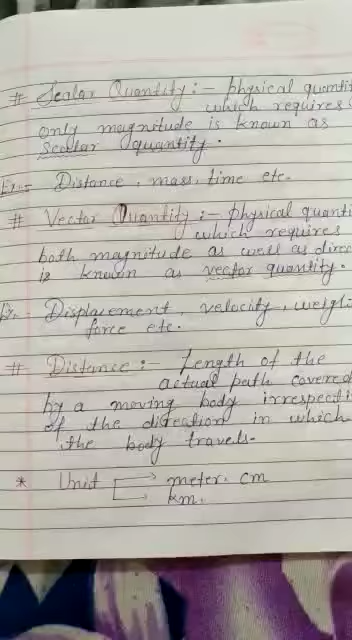 # Scalar Quantity :- physical quantit
which requires
only magnitude is known as
scalar quantity.
Ex:- Distance, mass, time etc.
# Vector Quantity :- physical quanti
which requires
both magnitude as well as direc
is known as vector quantity.
Ex:- Displacement, velocity, weigh
force etc.
# Distance :- Length of the
actual path covered
by a moving body irrespecti
of the direction in which
the body travels.
* Unit → meter, cm
→ km.